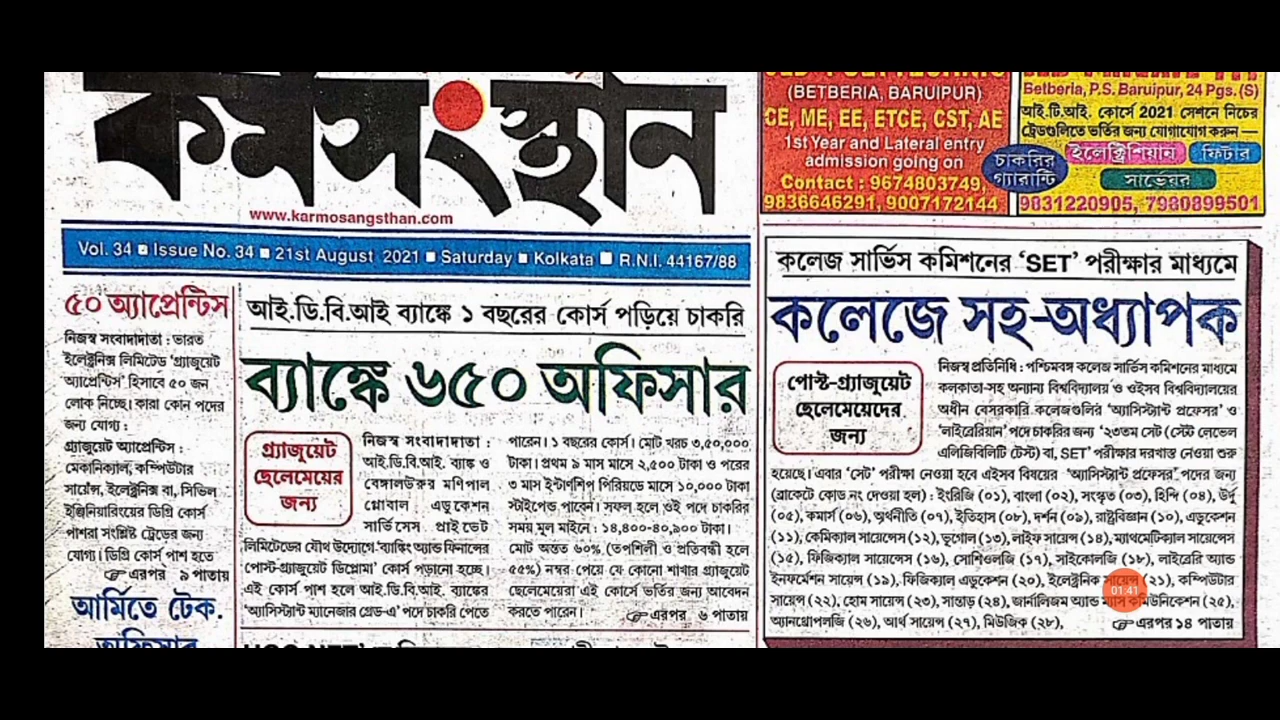 কর্মসংস্থান
www.karmosangsthan.com
Vol. 34 ■ Issue No. 34 ■ 21st August 2021 ■ Saturday ■ Kolkata ■ R.N.I. 44167/88
(BETBERIA, BARUIPUR)
CE, ME, EE, ETCE, CST, AE
1st Year and Lateral entry
admission going on
Contact : 9674803749,
9836646291, 9007172144
Betberia, P.S. Baruipur, 24 Pgs. (S)
আই.টি.আই. কোর্সে 2021 সেশনে নিচের
ট্রেডগুলিতে ভর্তির জন্য যোগাযোগ করুন —
চাকরির
গ্যারান্টি
ইলেক্ট্রিশিয়ান
ফিটার
সার্ভেয়র
9831220905, 7980899501
৫০ অ্যাপ্রেন্টিস
নিজস্ব সংবাদদাতা : ভারত
ইলেক্ট্রনিক্স লিমিটেড 'গ্র্যাজুয়েট
অ্যাপ্রেন্টিস' হিসাবে ৫০ জন
লোক নিচ্ছে। কারা কোন পদের
জন্য যোগ্য :
গ্র্যাজুয়েট অ্যাপ্রেন্টিস :
মেকানিক্যাল, কম্পিউটার
সায়েন্স, ইলেক্ট্রনিক্স বা, সিভিল
ইঞ্জিনিয়ারিংয়ের ডিগ্রি কোর্স
পাশরা সংশ্লিষ্ট ট্রেডের জন্য
যোগ্য। ডিগ্রি কোর্স পাশ হতে
☞ এরপর ৯ পাতায়
আর্মিতে টেক.
অফিসার
আই.ডি.বি.আই ব্যাঙ্কে ১ বছরের কোর্স পড়িয়ে চাকরি
ব্যাঙ্কে ৬৫০ অফিসার
গ্র্যাজুয়েট
ছেলেমেয়ের
জন্য
নিজস্ব সংবাদদাতা :
আই.ডি.বি.আই. ব্যাঙ্ক ও
বেঙ্গালউরুর মণিপাল
গ্লোবাল এডুকেশন
সার্ভিসেস প্রাইভেট
লিমিটেডের যৌথ উদ্যোগে 'ব্যাঙ্কিং অ্যান্ড ফিনান্সের
পোস্ট-গ্র্যাজুয়েট ডিপ্লোমা' কোর্স পড়ানো হচ্ছে।
এই কোর্স পাশ হলে আই.ডি.বি.আই. ব্যাঙ্কের
'অ্যাসিস্ট্যান্ট ম্যানেজার গ্রেড-এ' পদে চাকরি পেতে
পারেন। ১ বছরের কোর্স। মোট খরচ ৩,৫০,০০০
টাকা। প্রথম ৯ মাস মাসে ২,৫০০ টাকা ও পরের
৩ মাস ইন্টার্ণশিপ পিরিয়ডে মাসে ১০,০০০ টাকা
স্টাইপেন্ড পাবেন। সফল হলে ওই পদে চাকরির
সময় মূল মাইনে : ১৪,৪০০-৪০,৯০০ টাকা।
মোট অন্তত ৬০% (তপশিলী ও প্রতিবন্ধী হলে
৫৫%) নম্বর পেয়ে যে কোনো শাখার গ্র্যাজুয়েট
ছেলেমেয়েরা এই কোর্সে ভর্তির জন্য আবেদন
করতে পারেন।
☞ এরপর ৬ পাতায়
কলেজ সার্ভিস কমিশনের 'SET' পরীক্ষার মাধ্যমে
কলেজে সহ-অধ্যাপক
পোস্ট-গ্র্যাজুয়েট
ছেলেমেয়েদের
জন্য
নিজস্ব প্রতিনিধি : পশ্চিমবঙ্গ কলেজ সার্ভিস কমিশনের মাধ্যমে
কলকাতা-সহ অন্যান্য বিশ্ববিদ্যালয় ও ওইসব বিশ্ববিদ্যালয়ের
অধীন বেসরকারি কলেজগুলির 'অ্যাসিস্ট্যান্ট প্রফেসর' ও
'লাইব্রেরিয়ান' পদে চাকরির জন্য '২৩তম সেট (স্টেট লেভেল
এলিজিবিলিটি টেস্ট) বা, SET' পরীক্ষার দরখাস্ত নেওয়া শুরু
হয়েছে। এবার 'সেট' পরীক্ষা নেওয়া হবে এইসব বিষয়ের 'অ্যাসিস্ট্যান্ট প্রফেসর' পদের জন্য
(ব্রাকেটে কোড নং দেওয়া হল) : ইংরিজি (০১), বাংলা (০২), সংস্কৃত (০৩), হিন্দি (০৪), উর্দু
(০৫), কমার্স (০৬), অর্থনীতি (০৭), ইতিহাস (০৮), দর্শন (০৯), রাষ্ট্রবিজ্ঞান (১০), এডুকেশন
(১১), কেমিক্যাল সায়েন্সেস (১২), ভূগোল (১৩), লাইফ সায়েন্স (১৪), ম্যাথমেটিক্যাল সায়েন্স
(১৫), ফিজিক্যাল সায়েন্সেস (১৬), সোশিওলজি (১৭), সাইকোলজি (১৮), লাইব্রেরি অ্যান্ড
ইনফর্মেশন সায়েন্স (১৯), ফিজিক্যাল এডুকেশন (২০), ইলেক্ট্রনিক সায়েন্স (২১), কম্পিউটার
সায়েন্স (২২), হোম সায়েন্স (২৩), সান্তাড় (২৪), জার্নালিজম অ্যান্ড মাস কমিউনিকেশন (২৫),
অ্যানথ্রোপলজি (২৬), আর্থ সায়েন্স (২৭), মিউজিক (২৮),
☞ এরপর ১৪ পাতায়
01:41